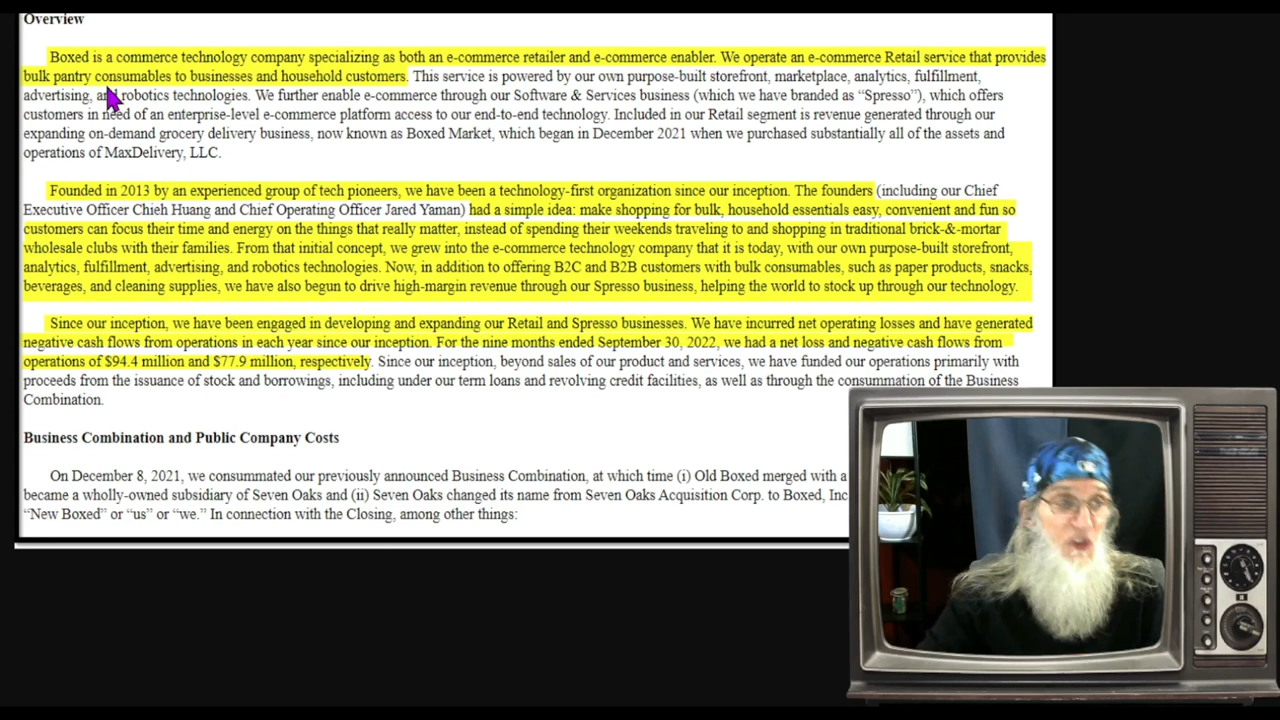 Overview
Boxed is a commerce technology company specializing as both an e-commerce retailer and e-commerce enabler. We operate an e-commerce Retail service that provides
bulk pantry consumables to businesses and household customers. This service is powered by our own purpose-built storefront, marketplace, analytics, fulfillment,
advertising, and robotics technologies. We further enable e-commerce through our Software & Services business (which we have branded as “Spresso”), which offers
customers in need of an enterprise-level e-commerce platform access to our end-to-end technology. Included in our Retail segment is revenue generated through our
expanding on-demand grocery delivery business, now known as Boxed Market, which began in December 2021 when we purchased substantially all of the assets and
operations of MaxDelivery, LLC.
Founded in 2013 by an experienced group of tech pioneers, we have been a technology-first organization since our inception. The founders (including our Chief
Executive Officer Chieh Huang and Chief Operating Officer Jared Yaman) had a simple idea: make shopping for bulk, household essentials easy, convenient and fun so
customers can focus their time and energy on the things that really matter, instead of spending their weekends traveling to and shopping in traditional brick-&-mortar
wholesale clubs with their families. From that initial concept, we grew into the e-commerce technology company that it is today, with our own purpose-built storefront,
analytics, fulfillment, advertising, and robotics technologies. Now, in addition to offering B2C and B2B customers with bulk consumables, such as paper products, snacks,
beverages, and cleaning supplies, we have also begun to drive high-margin revenue through our Spresso business, helping the world to stock up through our technology.
Since our inception, we have been engaged in developing and expanding our Retail and Spresso businesses. We have incurred net operating losses and have generated
negative cash flows from operations in each year since our inception. For the nine months ended September 30, 2022, we had a net loss and negative cash flows from
operations of $94.4 million and $77.9 million, respectively. Since our inception, beyond sales of our product and services, we have funded our operations primarily with
proceeds from the issuance of stock and borrowings, including under our term loans and revolving credit facilities, as well as through the consummation of the Business
Combination.
Business Combination and Public Company Costs
On December 8, 2021, we consummated our previously announced Business Combination, at which time (i) Old Boxed merged with a
became a wholly-owned subsidiary of Seven Oaks and (ii) Seven Oaks changed its name from Seven Oaks Acquisition Corp. to Boxed, Inc
“New Boxed” or “us” or “we.” In connection with the Closing, among other things: